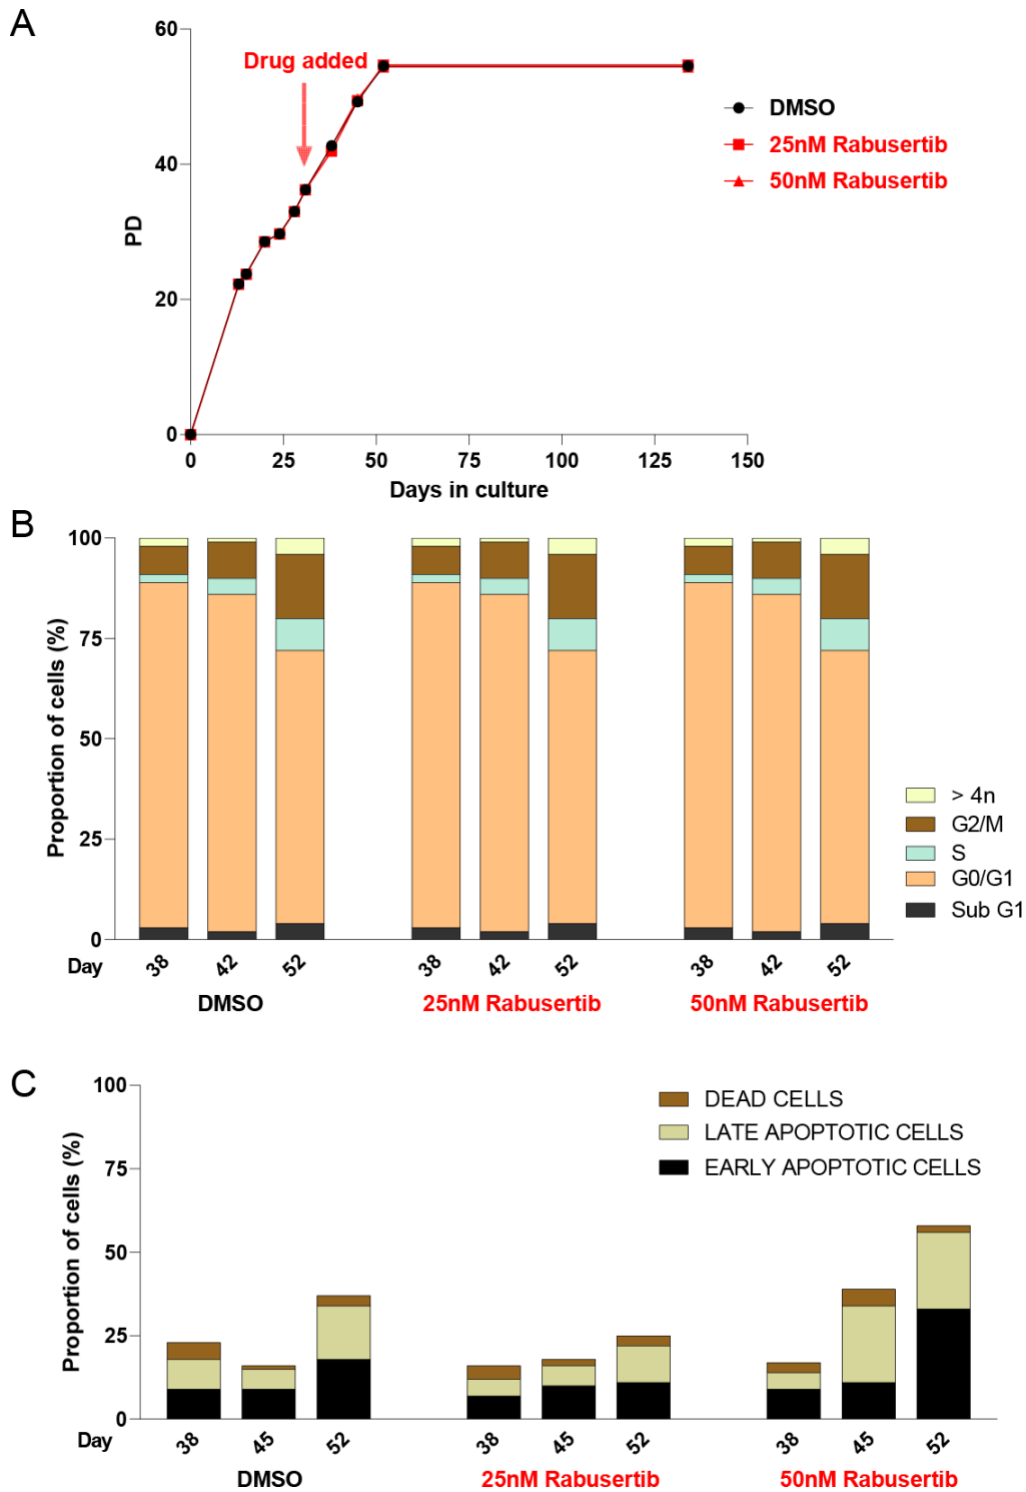 A
60
Drug added
40
PD
20
0
0 25 50 75 100 125 150
Days in culture
DMSO
25nM Rabusertib
50nM Rabusertib
B
100
75
50
25
0
Proportion of cells (%)
> 4n
G2/M
S
G0/G1
Sub G1
Day 38 42 52 38 42 52 38 42 52
DMSO 25nM Rabusertib 50nM Rabusertib
C
100
75
50
25
0
Proportion of cells (%)
DEAD CELLS
LATE APOPTOTIC CELLS
EARLY APOPTOTIC CELLS
Day 38 45 52 38 45 52 38 45 52
DMSO 25nM Rabusertib 50nM Rabusertib